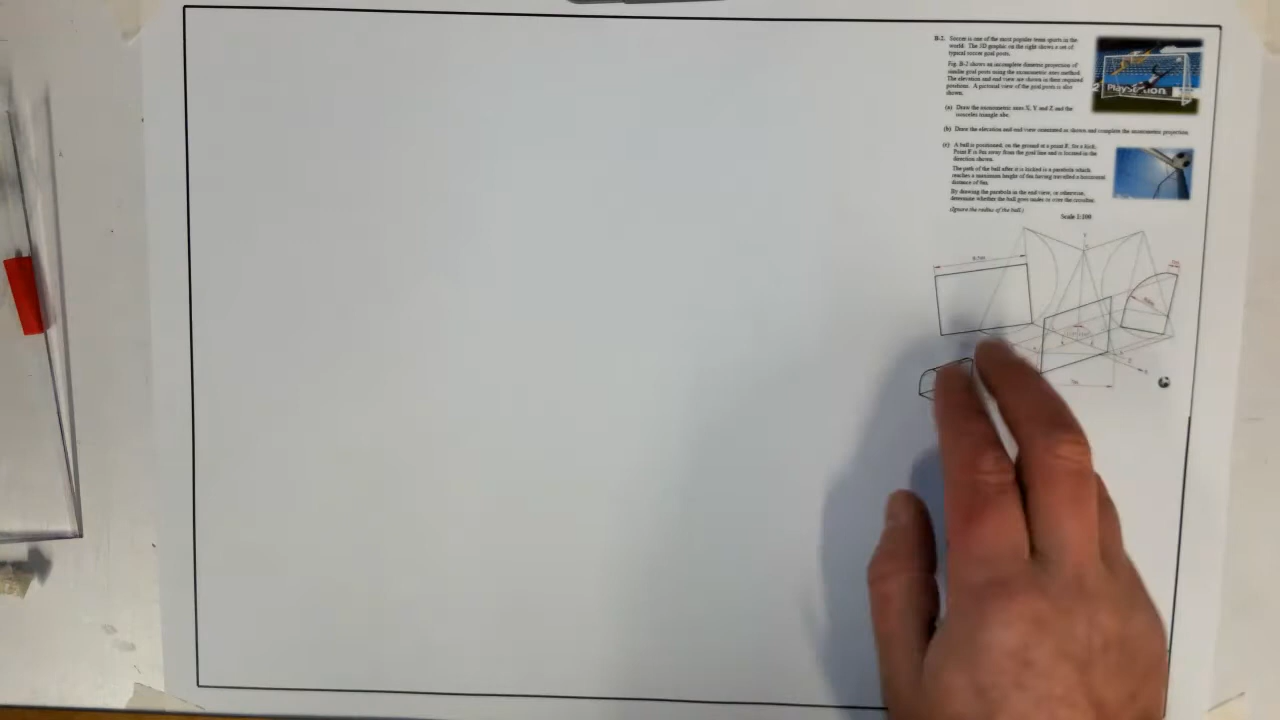 B-2. Soccer is one of the most popular team sports in the
world. The 3D graphic on the right shows a set of
typical soccer goal posts.
Fig. B-2 shows an incomplete dimetric projection of
similar goal posts using the axonometric axes method.
The elevation and end view are shown in their required
positions. A pictorial view of the goal posts is also
shown.
PlayStation
(a) Draw the axonometric axes X, Y and Z and the
isosceles triangle abc.
(b) Draw the elevation and end view orientated as shown and complete the axonometric projection.
(c) A ball is positioned, on the ground at a point P, for a kick.
Point P is 8m away from the goal line and is located in the
direction shown.
The path of the ball after it is kicked is a parabola which
reaches a maximum height of
distance of 6m.
By drawing the parabola in the end view, or otherwise,
determine whether the ball goes under or over the crossbar.
(Ignore the radius of the ball.)
Scale 1:100